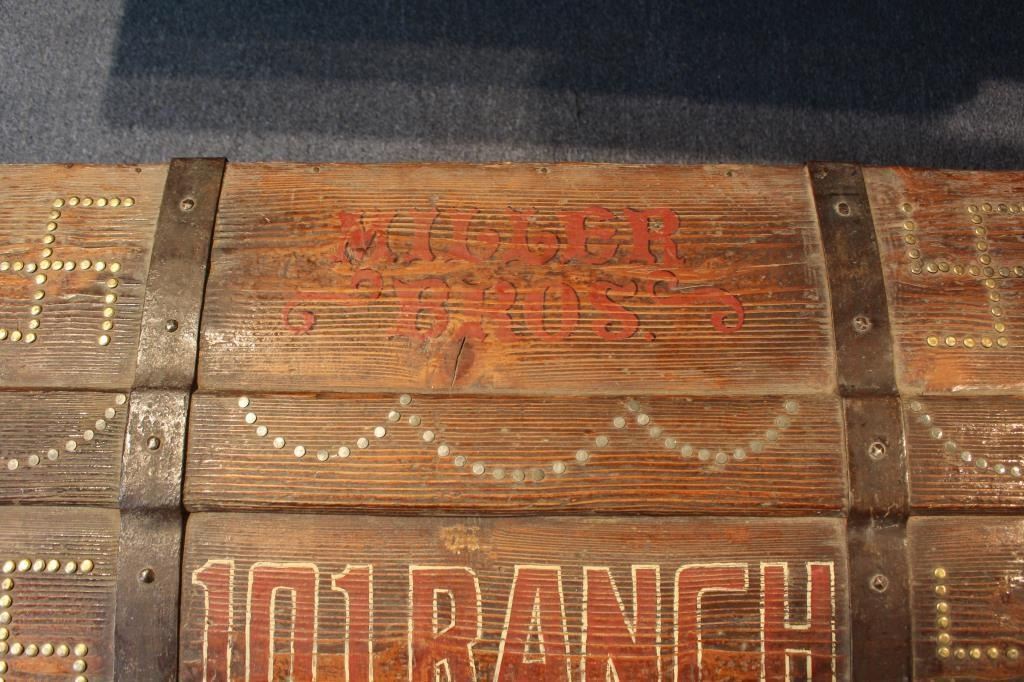 MILLER
BROS.
101 RANCH